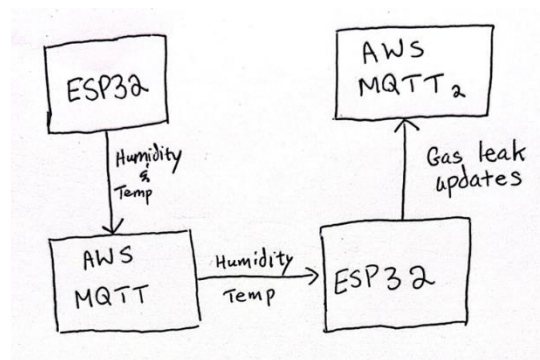 ESP32
Humidity
&
Temp
AWS
MQTT
Humidity
Temp
ESP32
Gas leak
updates
AWS
MQTT2